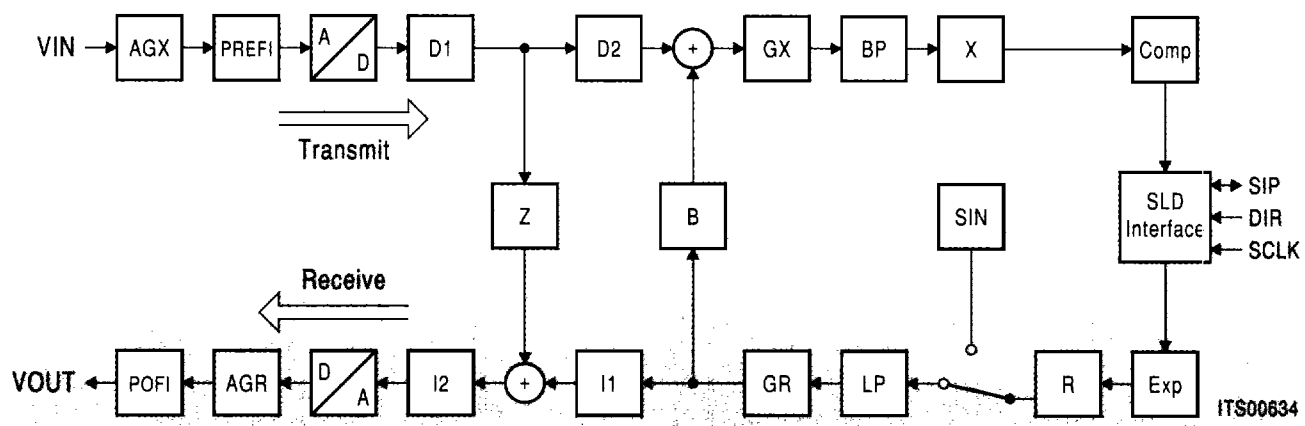 VIN AGX PREFI A D D1 D2 + GX BP X Comp
Transmit
Z B SIN SLD Interface SIP
DIR
SCLK
Receive
VOUT POFI AGR D A I2 + I1 GR LP R Exp
ITS00634